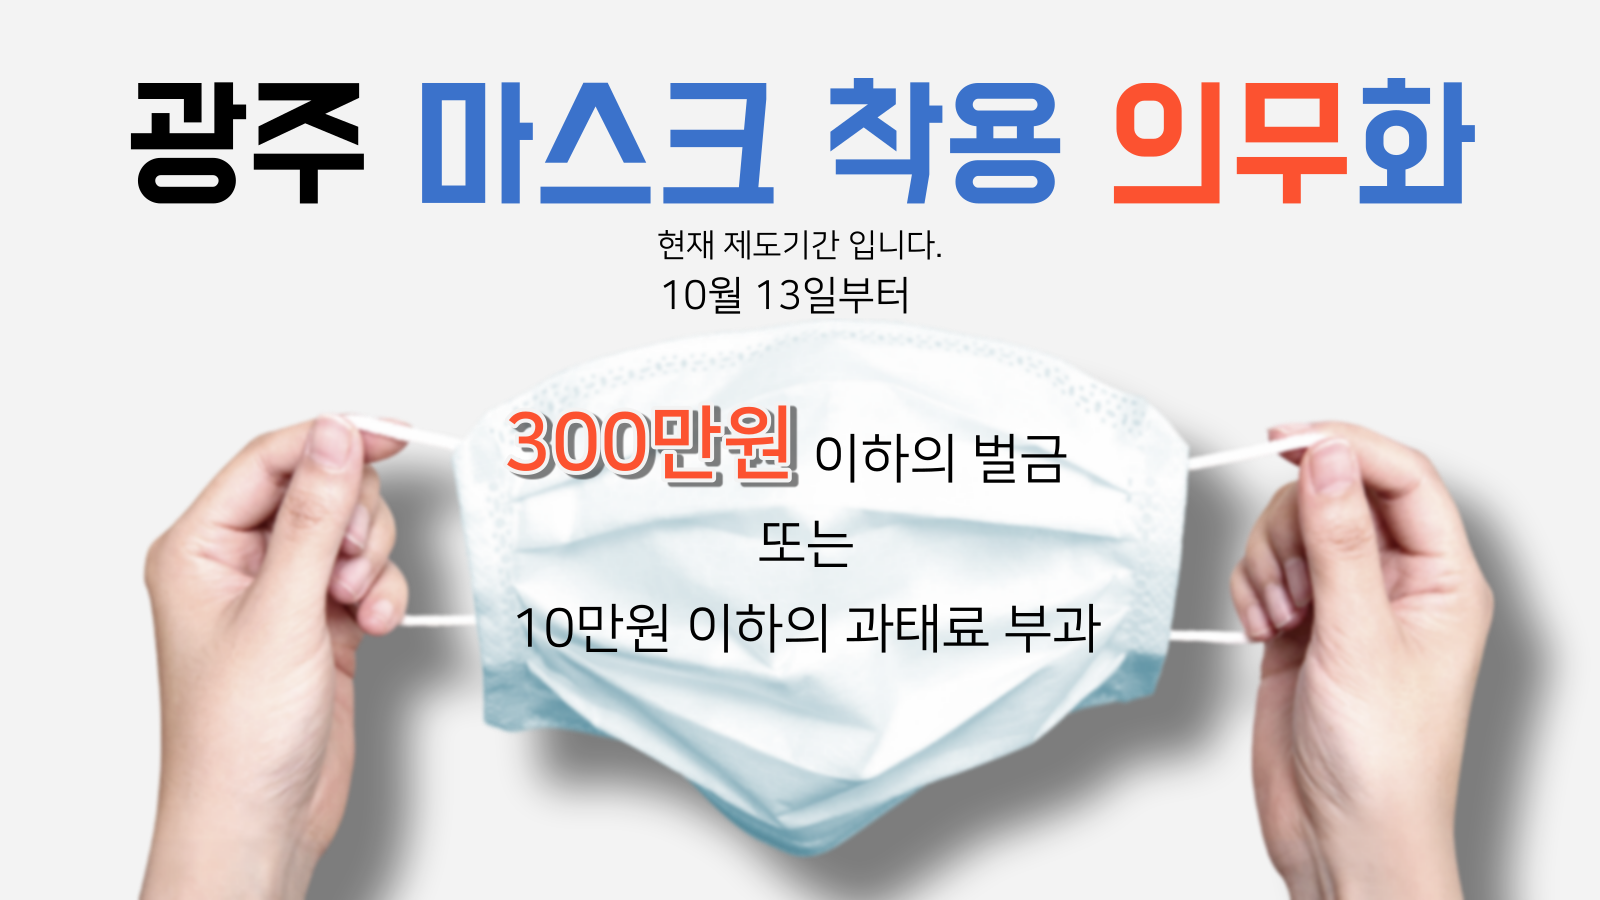 광주 마스크 착용 의무화
현재 제도기간 입니다.
10월 13일부터
300만원 이하의 벌금
또는
10만원 이하의 과태료 부과